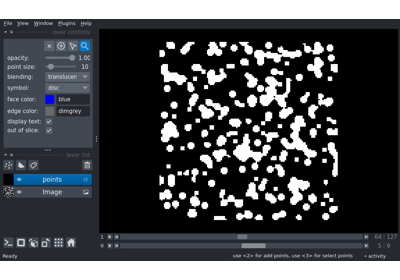 File View Window Plugins Help
layer controls
opacity: 1.00
point size: 10
blending: translucen
symbol: disc
face color: blue
edge color: dimgrey
display text:
out of slice:
layer list
points
Image
1 64 127
0 5 9
Ready use <2> for add points, use <3> for select points activity